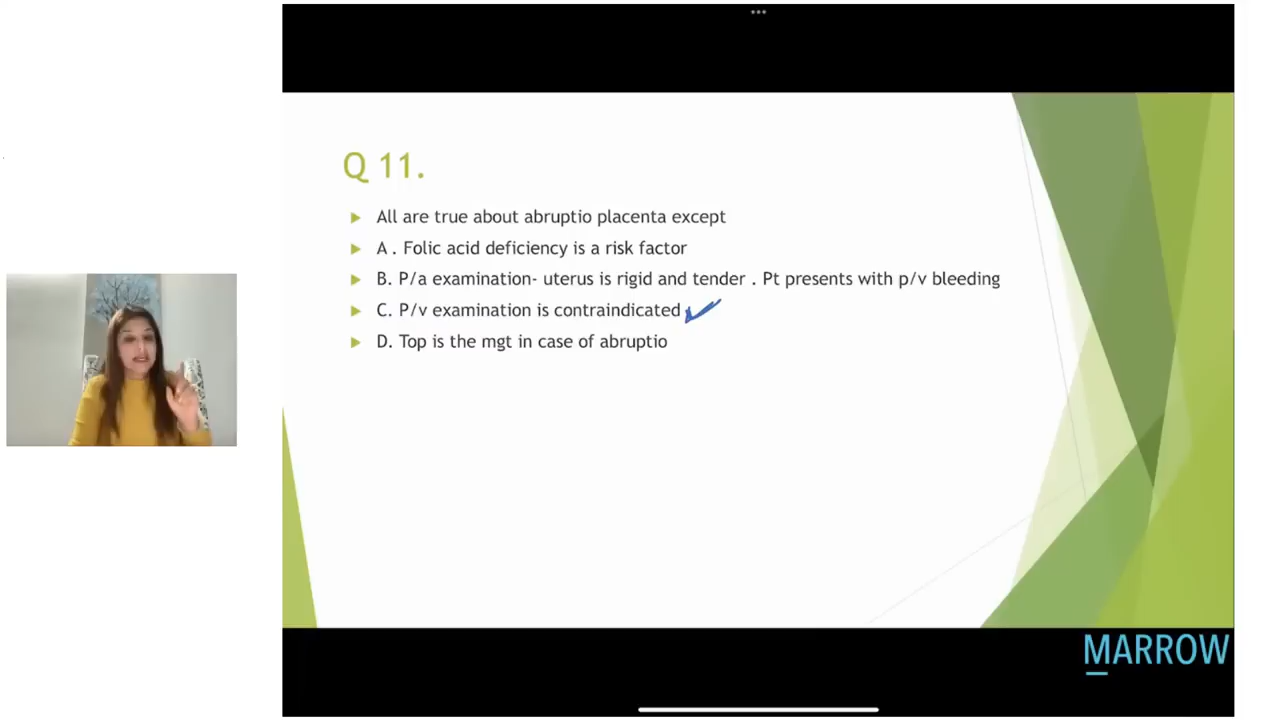 Q 11.
All are true about abruptio placenta except
A . Folic acid deficiency is a risk factor
B. P/a examination- uterus is rigid and tender . Pt presents with p/v bleeding
C. P/v examination is contraindicated
D. Top is the mgt in case of abruptio
MARROW